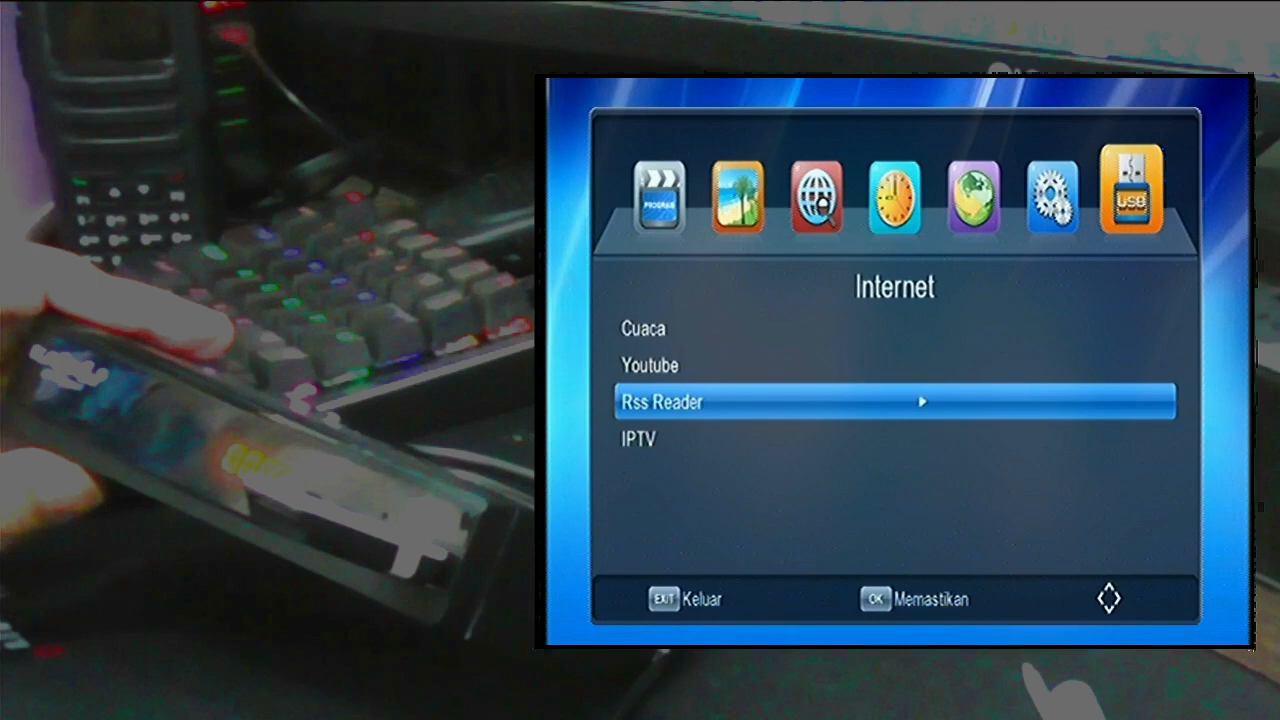 PROGRAM
USB
Internet
Cuaca
Youtube
Rss Reader
IPTV
EXIT Keluar
OK Memastikan